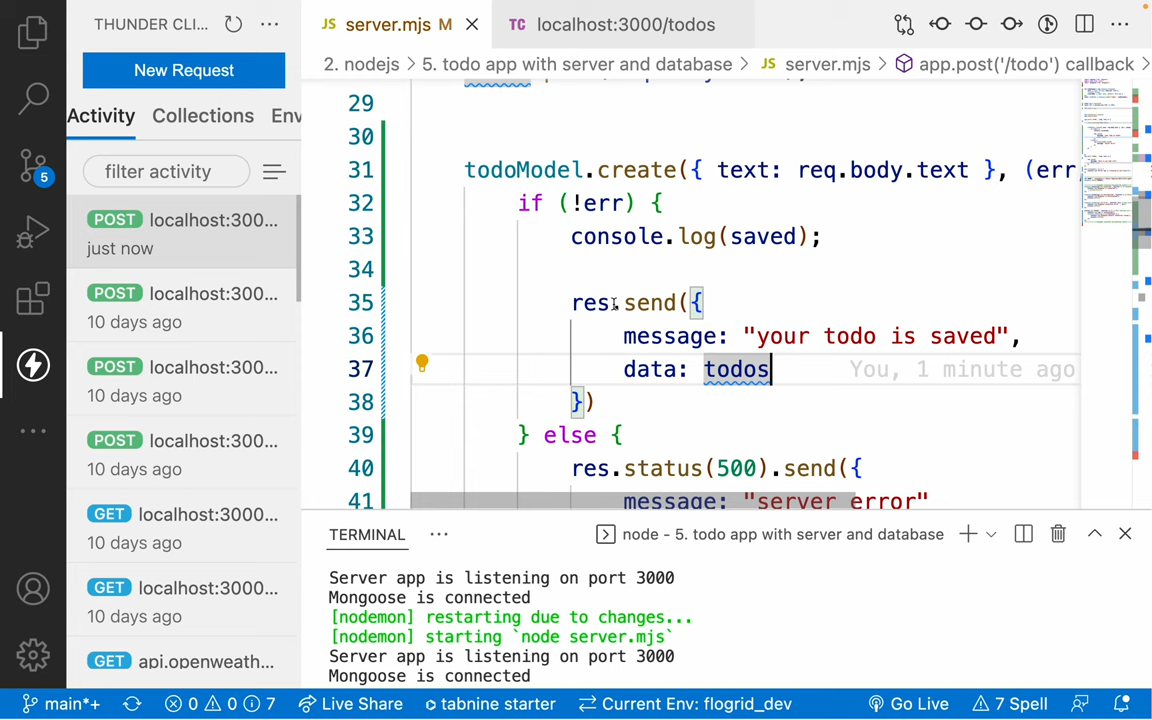 THUNDER CLI...
New Request
Activity Collections Env
filter activity
5
POST localhost:300...
just now
POST localhost:300...
10 days ago
POST localhost:300...
10 days ago
POST localhost:300...
10 days ago
GET localhost:3000...
10 days ago
GET localhost:3000...
10 days ago
GET api.openweath...
JS server.mjs M
TC localhost:3000/todos
2. nodejs > 5. todo app with server and database > JS server.mjs > app.post('/todo') callback >
29
30
31 todoModel.create({ text: req.body.text }, (err,
32 if (!err) {
33 console.log(saved);
34
35 res.send({
36 message: "your todo is saved",
37 data: todos You, 1 minute ago
38 })
39 } else {
40 res.status(500).send({
41 message: "server error"
TERMINAL ... node - 5. todo app with server and database
Server app is listening on port 3000
Mongoose is connected
[nodemon] restarting due to changes...
[nodemon] starting `node server.mjs`
Server app is listening on port 3000
Mongoose is connected
main*+ 0 0 7 Live Share tabnine starter Current Env: flogrid_dev Go Live 7 Spell